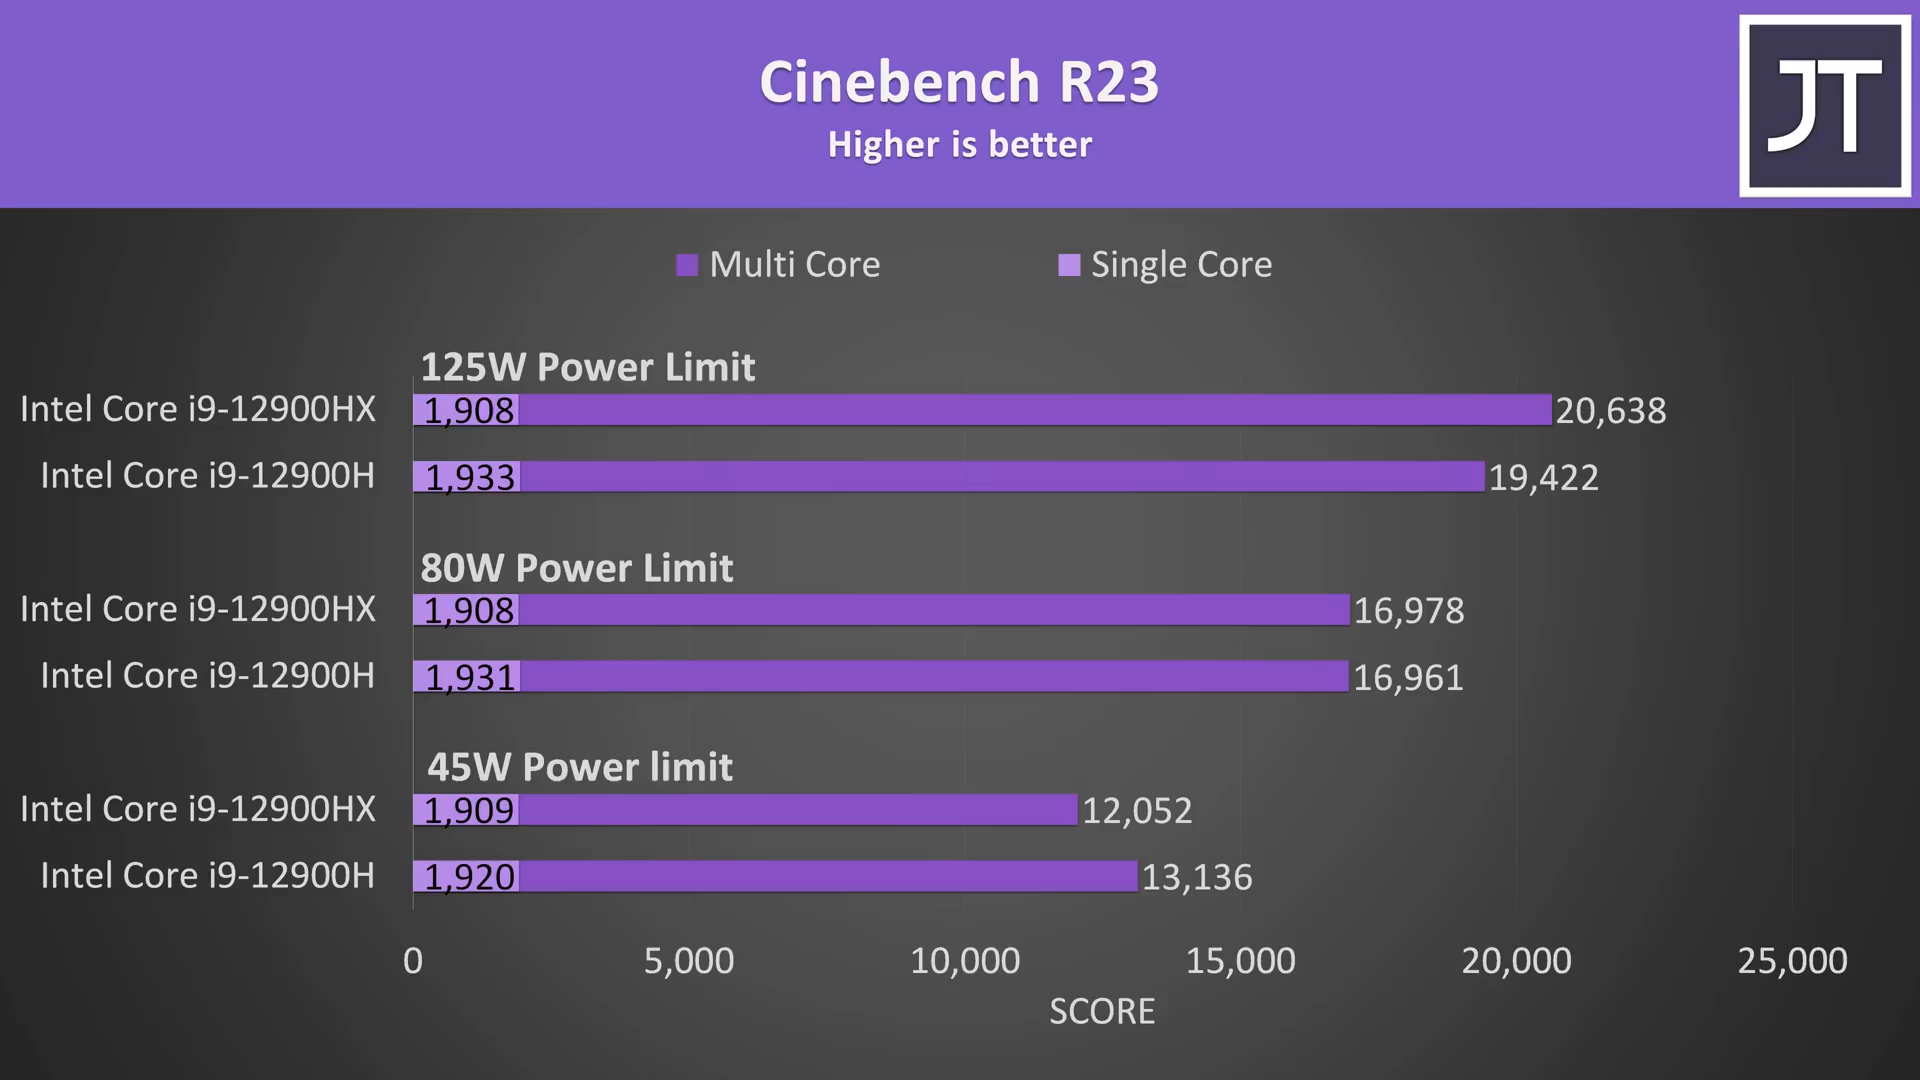 Cinebench R23
Higher is better
JT
Multi Core
Single Core
125W Power Limit
Intel Core i9-12900HX 1,908 20,638
Intel Core i9-12900H 1,933 19,422
80W Power Limit
Intel Core i9-12900HX 1,908 16,978
Intel Core i9-12900H 1,931 16,961
45W Power limit
Intel Core i9-12900HX 1,909 12,052
Intel Core i9-12900H 1,920 13,136
0 5,000 10,000 15,000 20,000 25,000
SCORE